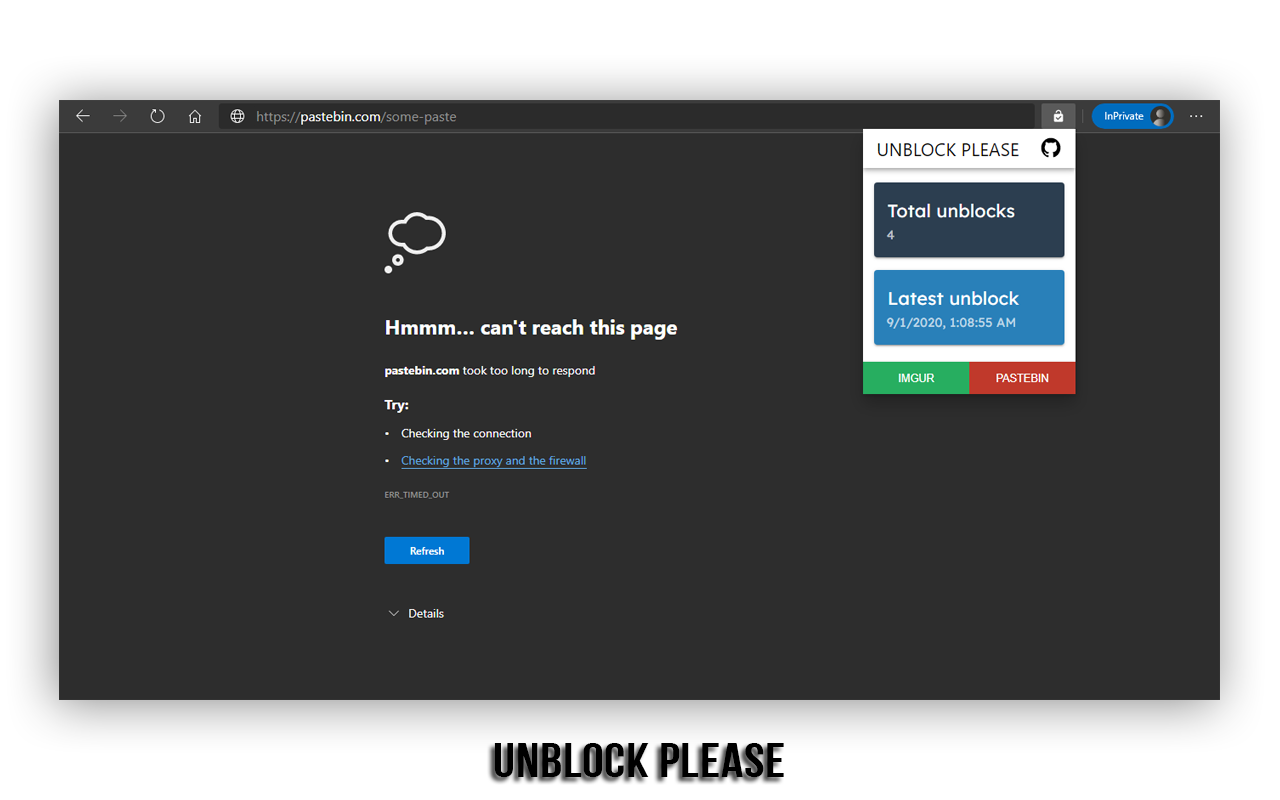 https://pastebin.com/some-paste
InPrivate
UNBLOCK PLEASE
Total unblocks
4
Latest unblock
9/1/2020, 1:08:55 AM
IMGUR PASTEBIN
Hmmm... can't reach this page
pastebin.com took too long to respond
Try:
• Checking the connection
• Checking the proxy and the firewall
ERR_TIMED_OUT
Refresh
Details
UNBLOCK PLEASE